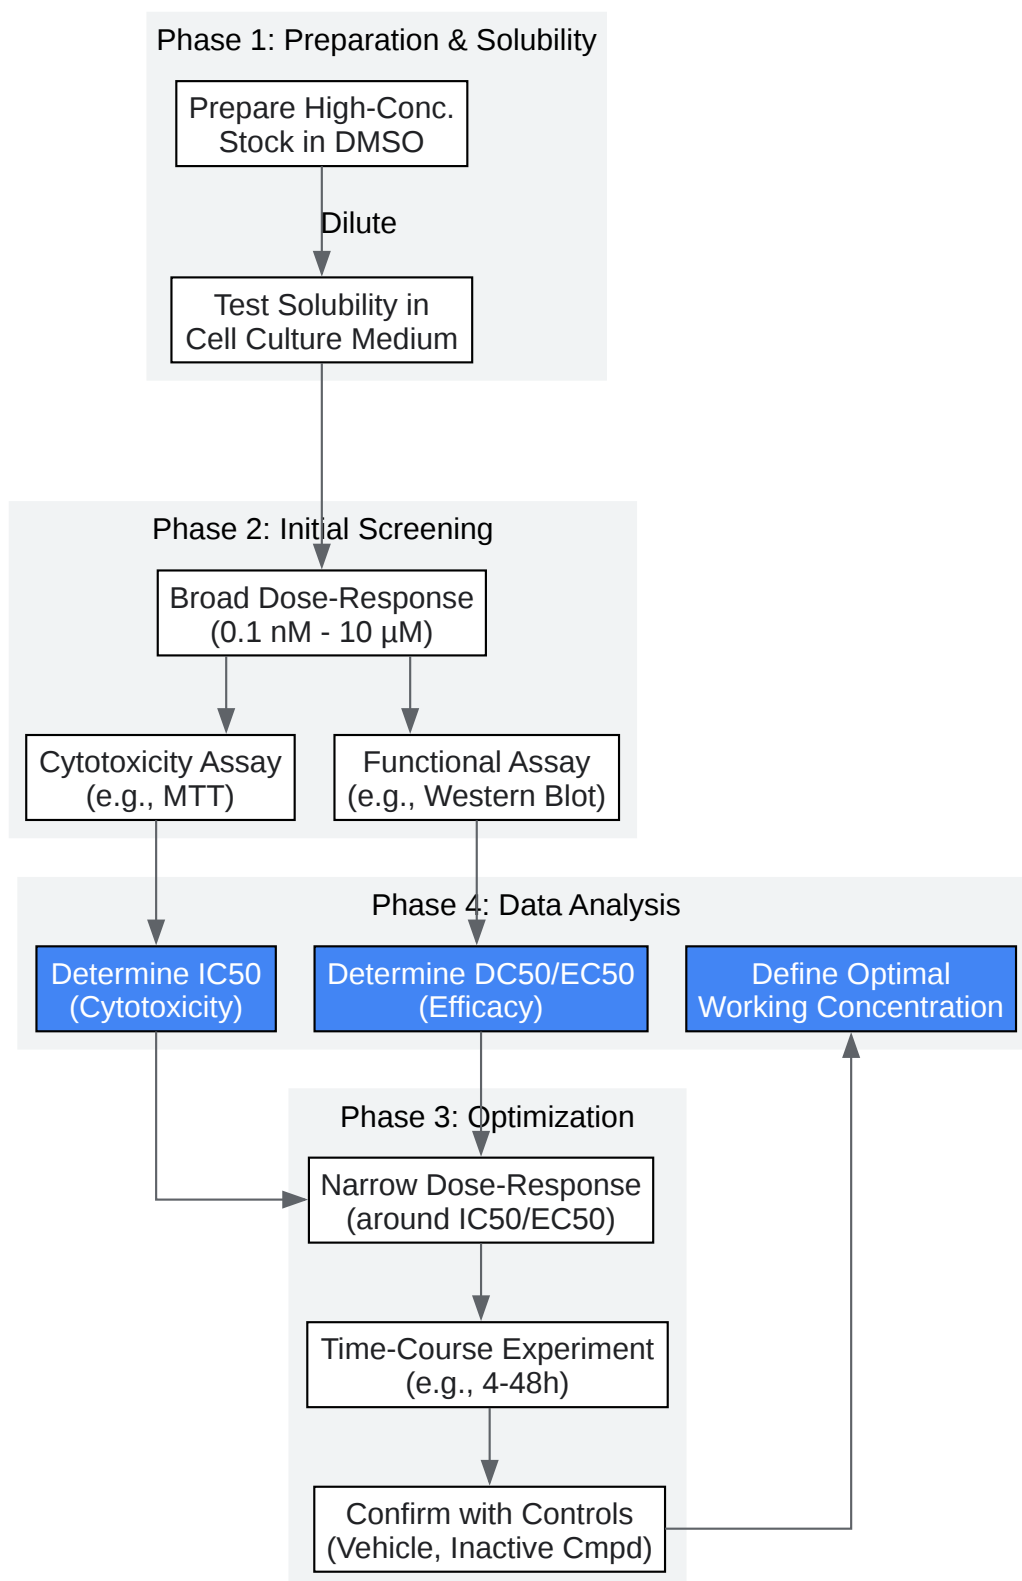 Phase 1: Preparation & Solubility
Prepare High-Conc.
Stock in DMSO
Dilute
Test Solubility in
Cell Culture Medium
Phase 2: Initial Screening
Broad Dose-Response
(0.1 nM - 10 µM)
Cytotoxicity Assay
(e.g., MTT)
Functional Assay
(e.g., Western Blot)
Phase 4: Data Analysis
Determine IC50
(Cytotoxicity)
Determine DC50/EC50
(Efficacy)
Define Optimal
Working Concentration
Phase 3: Optimization
Narrow Dose-Response
(around IC50/EC50)
Time-Course Experiment
(e.g., 4-48h)
Confirm with Controls
(Vehicle, Inactive Cmpd)